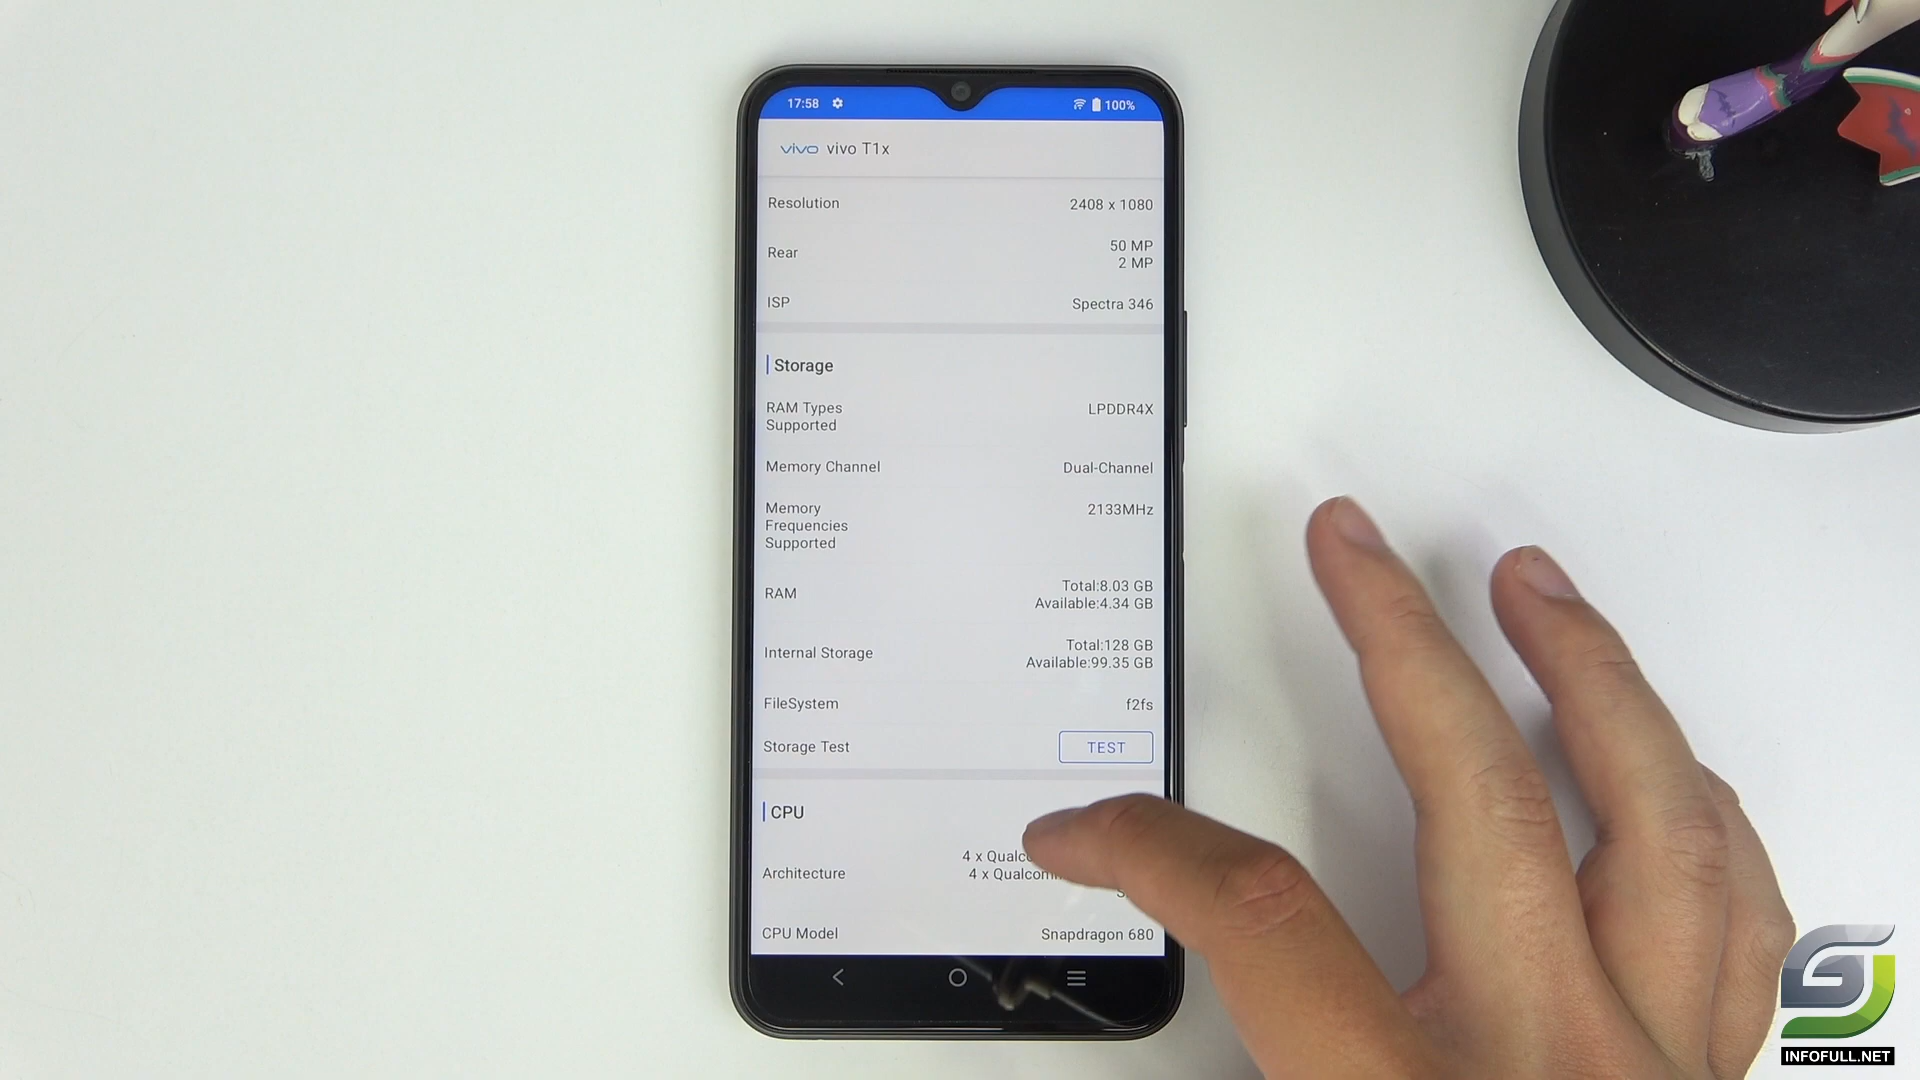 17:58 100%
vivo vivo T1x
Resolution 2408 x 1080
Rear 50 MP
2 MP
ISP Spectra 346
Storage
RAM Types
Supported LPDDR4X
Memory Channel Dual-Channel
Memory
Frequencies
Supported 2133MHz
RAM Total:8.03 GB
Available:4.34 GB
Internal Storage Total:128 GB
Available:99.35 GB
FileSystem f2fs
Storage Test TEST
CPU
Architecture 4 x
4 x
CPU Model Snapdragon 680
INFOFULL.NET